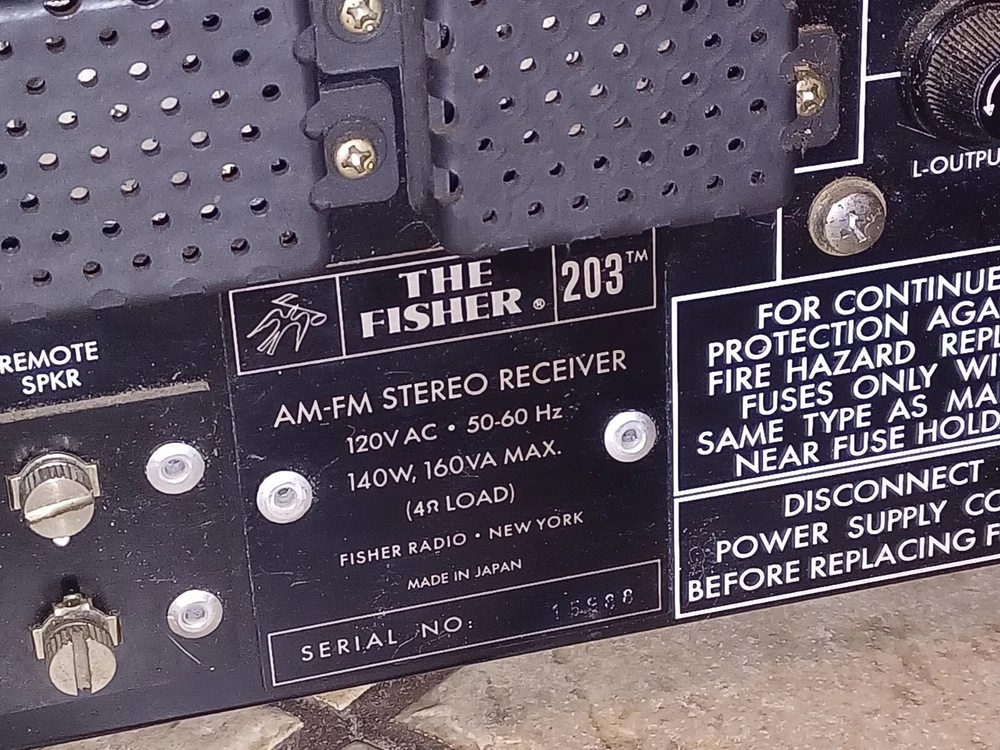 L-OUTPU
THE
FISHER®
203™
REMOTE
SPKR
AM-FM STEREO RECEIVER
120V AC • 50-60 Hz
140W, 160VA MAX.
(4Ω LOAD)
FISHER RADIO • NEW YORK
MADE IN JAPAN
SERIAL NO:
FOR CONTINUE
PROTECTION AGA
FIRE HAZARD REPL
FUSES ONLY WI
SAME TYPE AS MA
NEAR FUSE HOLD
DISCONNECT
POWER SUPPLY CO
BEFORE REPLACING F